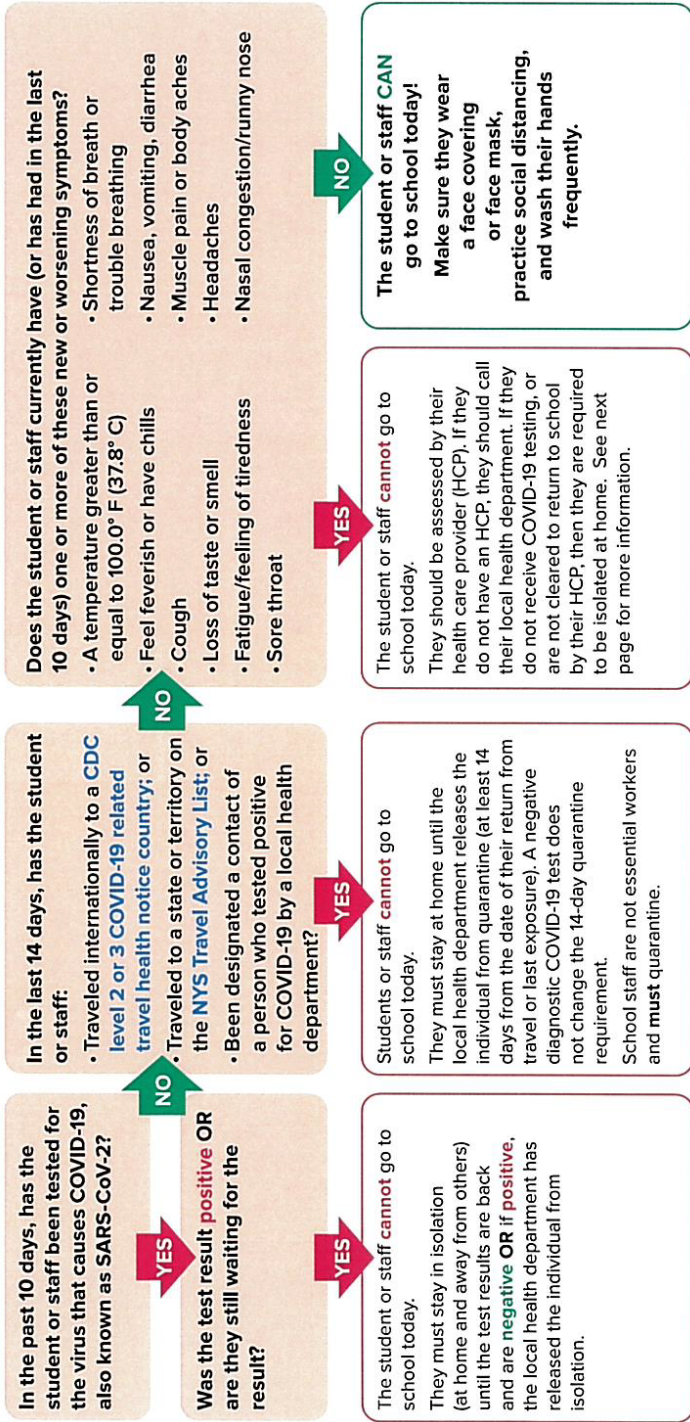 In the past 10 days, has the
student or staff been tested for
the virus that causes COVID-19,
also known as SARS-CoV-2?
YES
Was the test result positive OR
are they still waiting for the
result?
NO
The student or staff cannot go to
school today.
They must stay in isolation
(at home and away from others)
until the test results are back
and are negative OR if positive,
the local health department has
released the individual from
isolation.
In the last 14 days, has the student
or staff:
• Traveled internationally to a CDC
level 2 or 3 COVID-19 related
travel health notice country; or
• Traveled to a state or territory on
the NYS Travel Advisory List; or
• Been designated a contact of
a person who tested positive
for COVID-19 by a local health
department?
NO
YES
Students or staff cannot go to
school today.
They must stay at home until the
local health department releases the
individual from quarantine (at least 14
days from the date of their return from
travel or last exposure). A negative
diagnostic COVID-19 test does
not change the 14-day quarantine
requirement.
School staff are not essential workers
and must quarantine.
Does the student or staff currently have (or has had in the last
10 days) one or more of these new or worsening symptoms?
• A temperature greater than or
equal to 100.0° F (37.8° C)
• Feel feverish or have chills
• Cough
• Loss of taste or smell
• Fatigue/feeling of tiredness
• Sore throat
• Shortness of breath or
trouble breathing
• Nausea, vomiting, diarrhea
• Muscle pain or body aches
• Headaches
• Nasal congestion/runny nose
YES
The student or staff cannot go to
school today.
They should be assessed by their
health care provider (HCP). If they
do not have an HCP, they should call
their local health department. If they
do not receive COVID-19 testing, or
are not cleared to return to school
by their HCP, then they are required
to be isolated at home. See next
page for more information.
NO
The student or staff CAN
go to school today!
Make sure they wear
a face covering
or face mask,
practice social distancing,
and wash their hands
frequently.